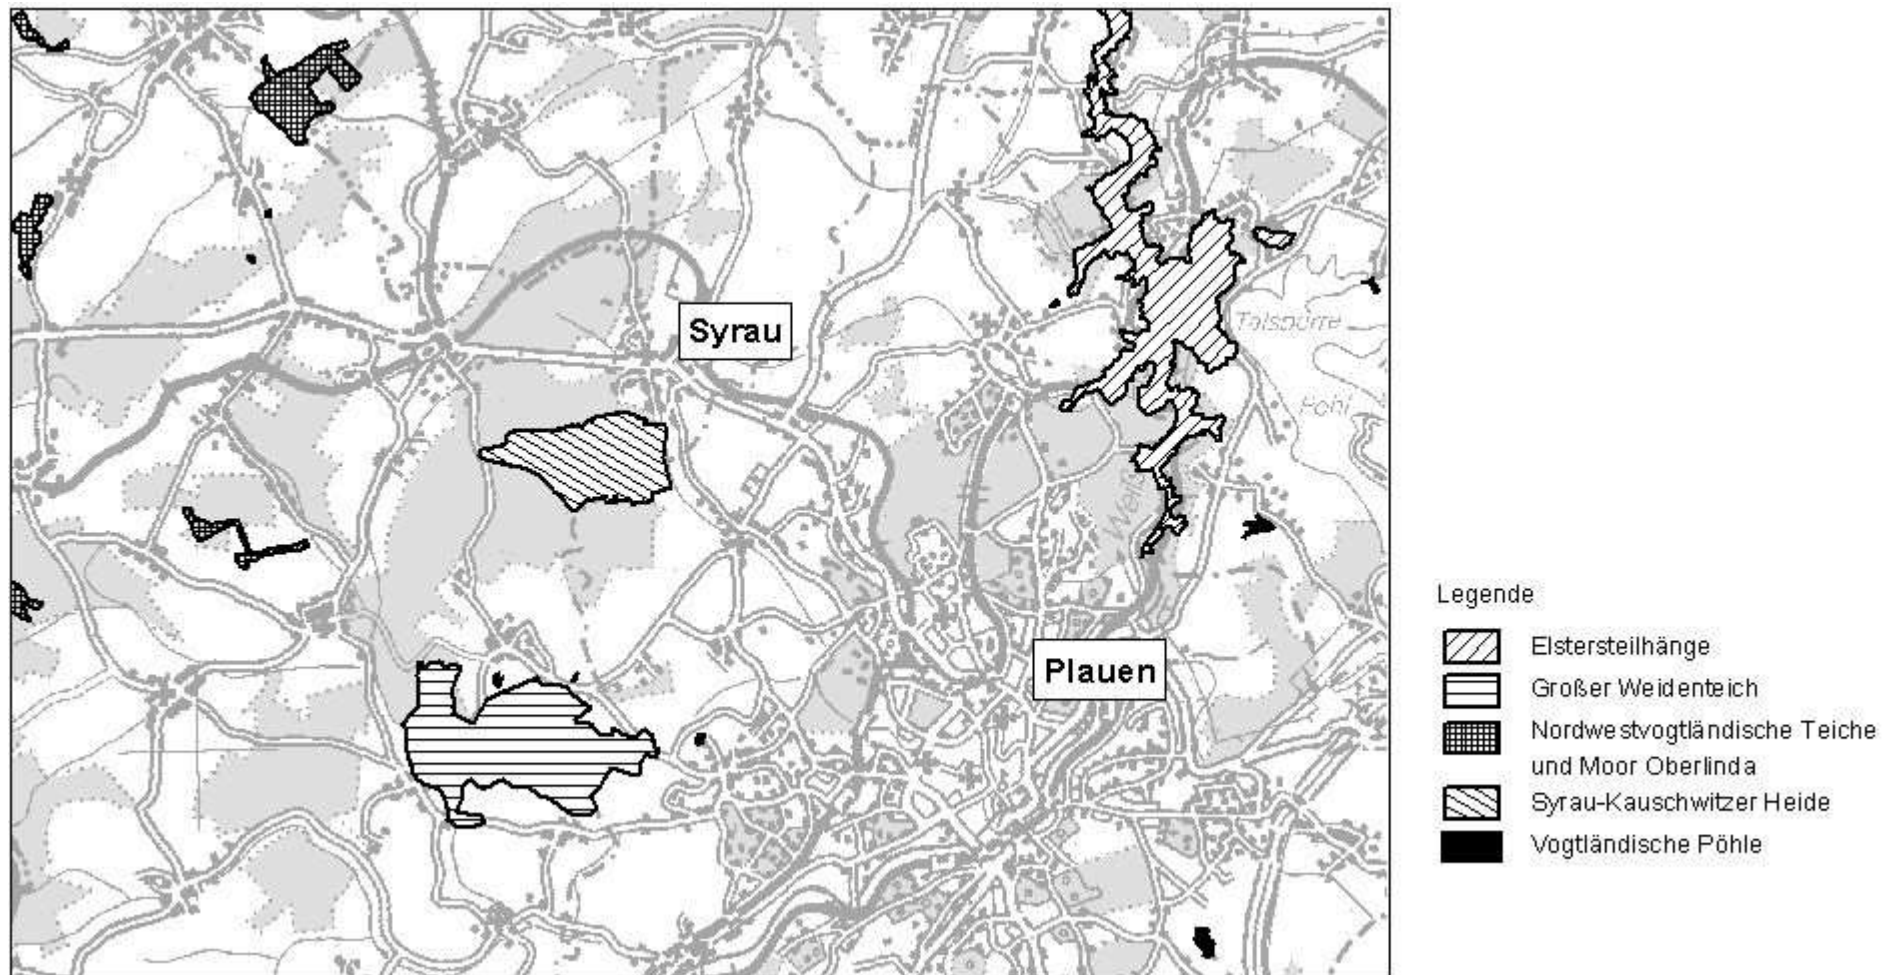 Syrau
Talsperre
Pöhl
Plauen
Legende
Elstersteilhänge
Großer Weidenteich
Nordwestvogtländische Teiche
und Moor Oberlinda
Syrau-Kauschwitzer Heide
Vogtländische Pöhle